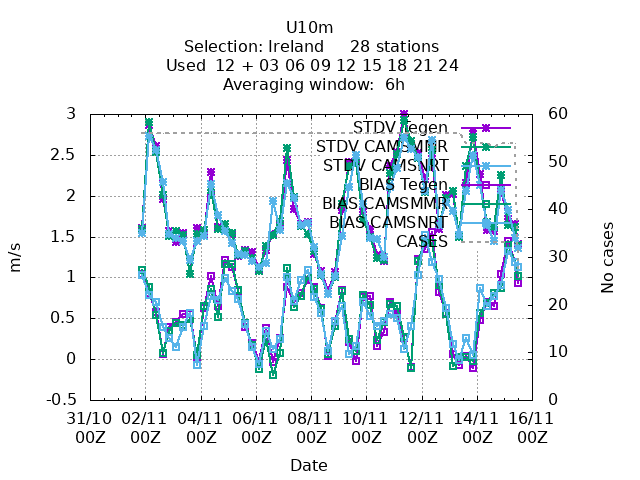 U10m
Selection: Ireland     28 stations
Used  12 + 03 06 09 12 15 18 21 24
Averaging window:  6h
3
2.5
2
1.5
1
0.5
0
-0.5
m/s
60
50
40
30
20
10
0
No cases
STDV Tegen
STDV CAMSMMR
STDV CAMSNRT
BIAS Tegen
BIAS CAMSMMR
BIAS CAMSNRT
CASES
31/10 02/11 04/11 06/11 08/11 10/11 12/11 14/11 16/11
00Z 00Z 00Z 00Z 00Z 00Z 00Z 00Z 00Z
Date